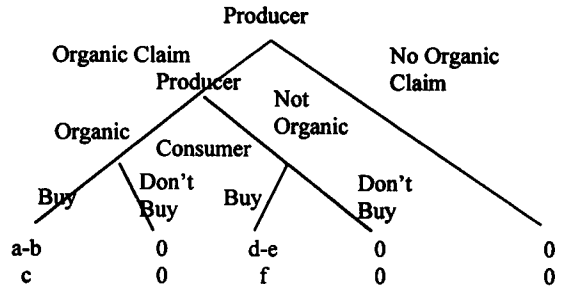 Producer
Organic Claim
No Organic
Claim
Producer
Not
Organic
Organic
Consumer
Buy
Don't
Buy
Buy
Don't
Buy
a-b 0 d-e 0 0
c 0 f 0 0